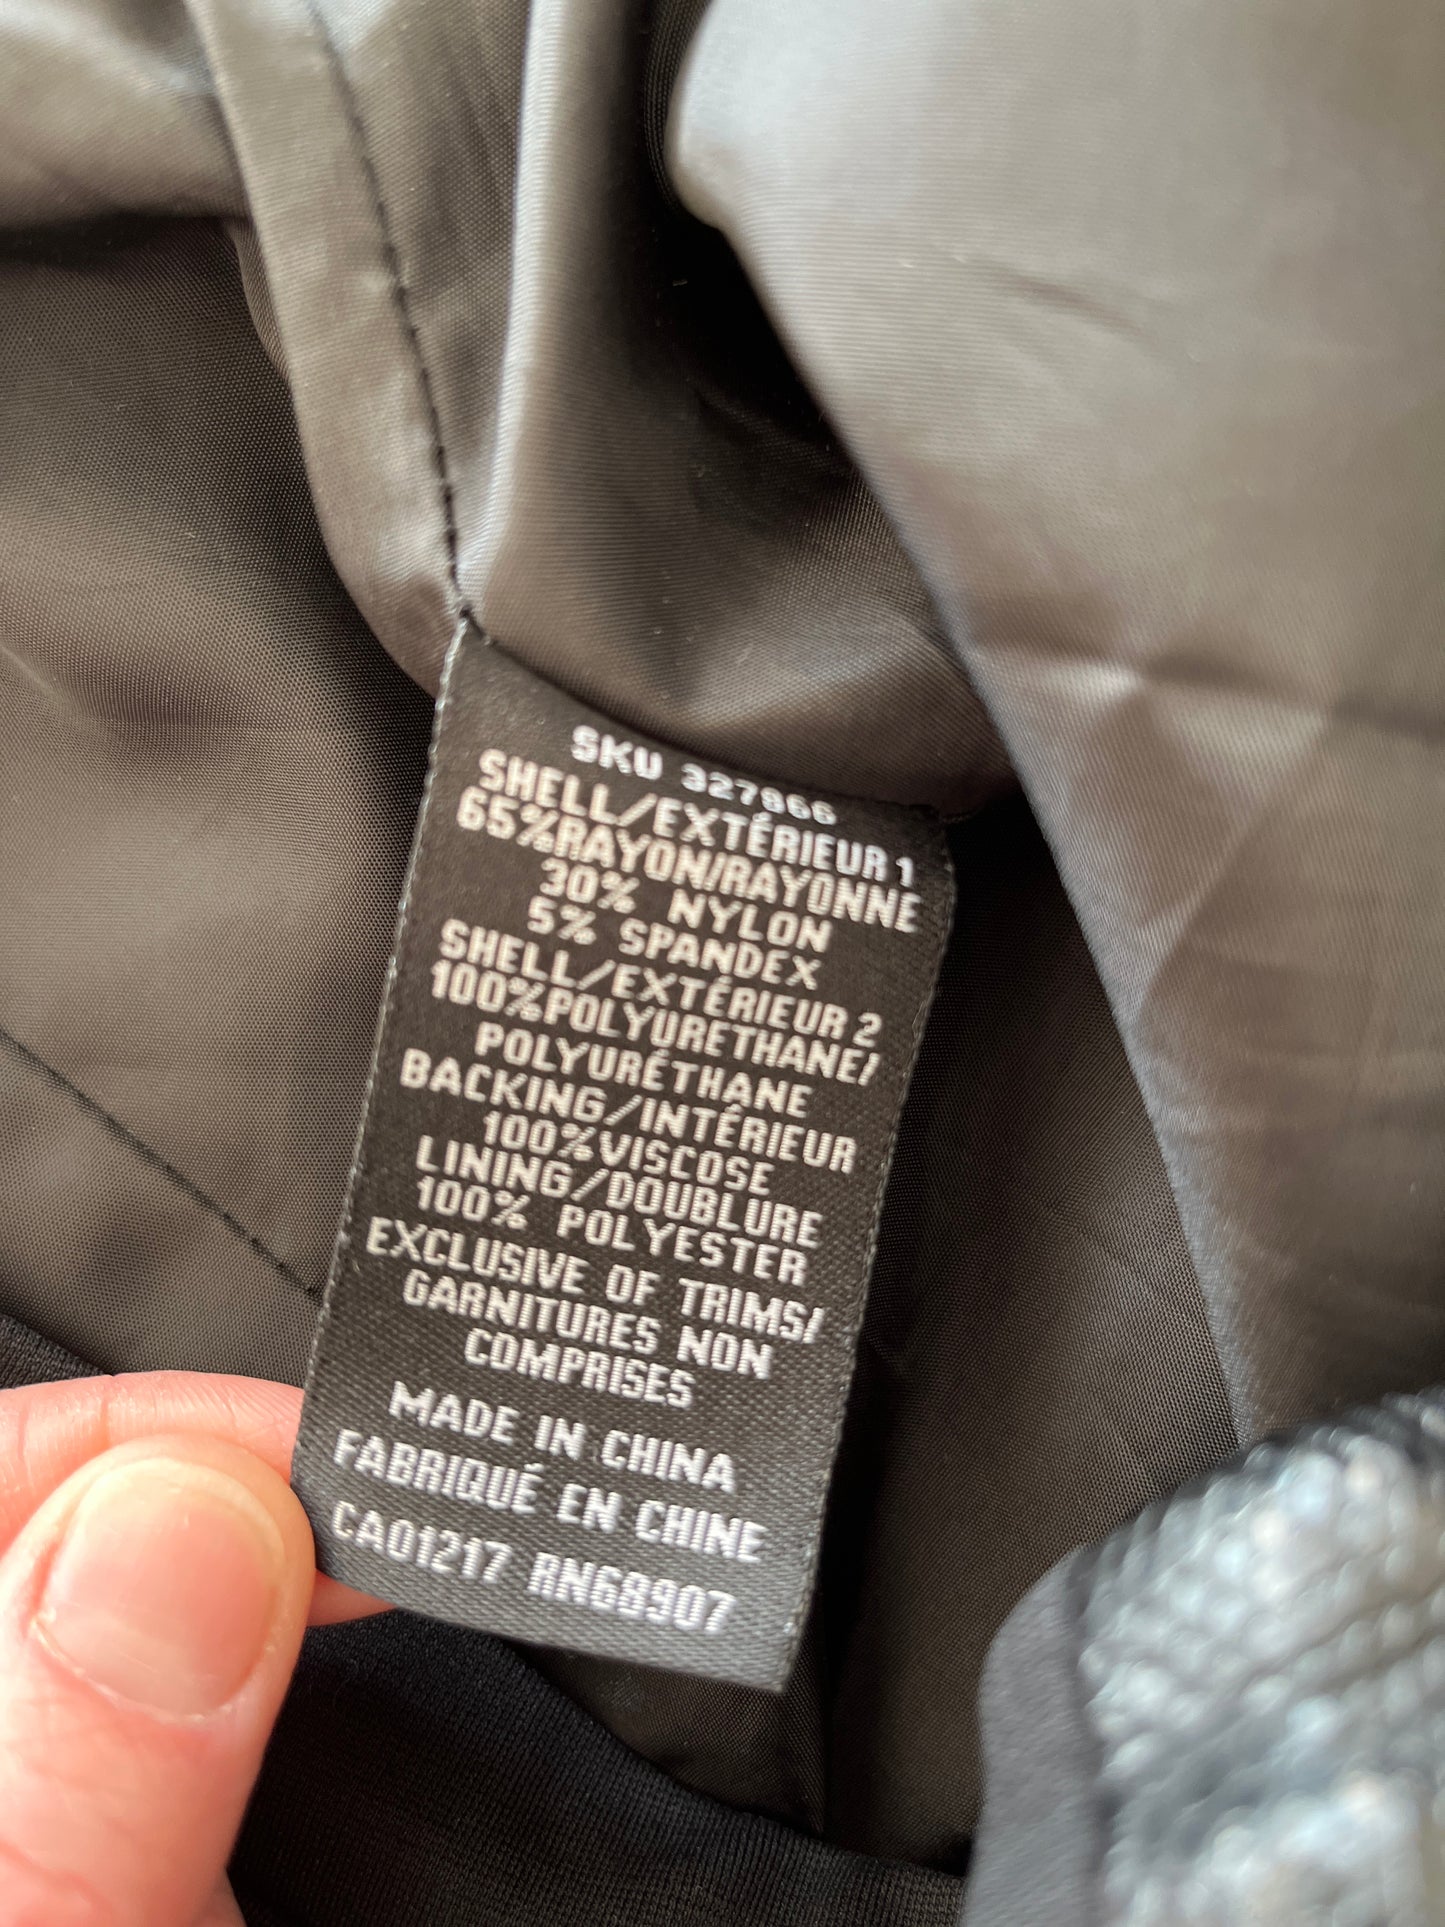 SKU 327966
SHELL/EXTÉRIEUR 1
65%RAYON/RAYONNE
30% NYLON
5% SPANDEX
SHELL/EXTÉRIEUR 2
100%POLYURETHANE/
POLYURÉTHANE
BACKING/INTÉRIEUR
100%VISCOSE
LINING/DOUBLURE
100% POLYESTER
EXCLUSIVE OF TRIMS/
GARNITURES NON
COMPRISES
MADE IN CHINA
FABRIQUÉ EN CHINE
CA01217 RN68907